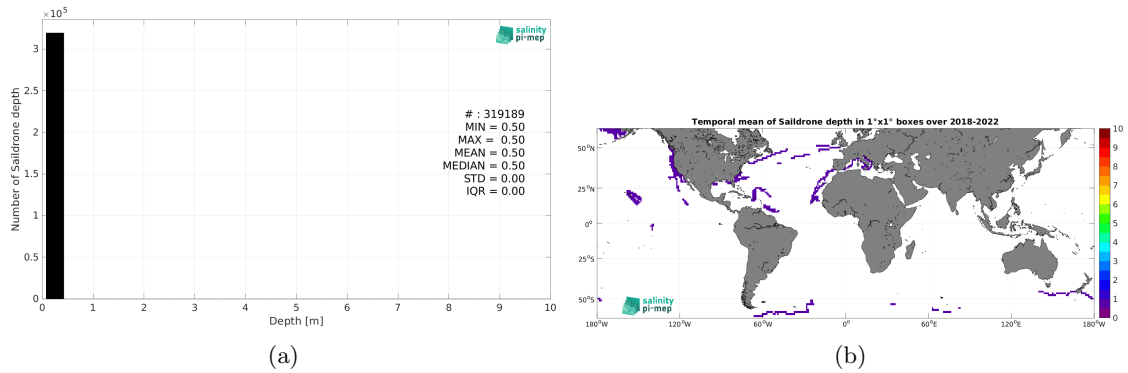 ×10⁵
3
2.5
2
1.5
1
0.5
0
Number of Saildrone depth
salinity
pi-mep
# : 319189
MIN = 0.50
MAX = 0.50
MEAN = 0.50
MEDIAN = 0.50
STD = 0.00
IQR = 0.00
0 1 2 3 4 5 6 7 8 9 10
Depth [m]
(a)
Temporal mean of Saildrone depth in 1°x1° boxes over 2018-2022
50°N
25°N
0°
25°S
50°S
180°W 120°W 60°W 0°E 60°E 120°E 180°W
salinity
pi-mep
10
9
8
7
6
5
4
3
2
1
0
(b)